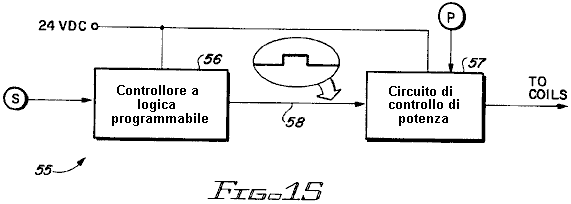 24 VDC
P
56
57
S
Controllore a
logica
programmabile
Circuito di
controllo di
potenza
TO
COILS
58
55
FIG. 15